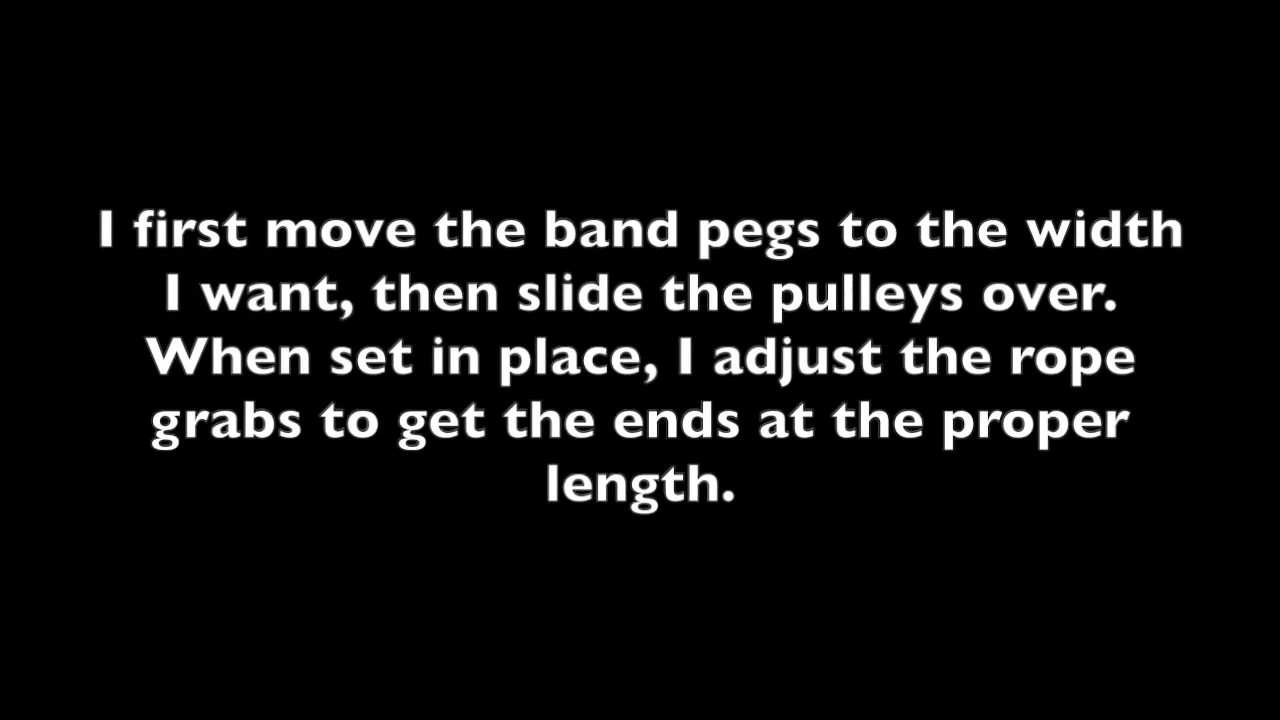 I first move the band pegs to the width
I want, then slide the pulleys over.
When set in place, I adjust the rope
grabs to get the ends at the proper
length.